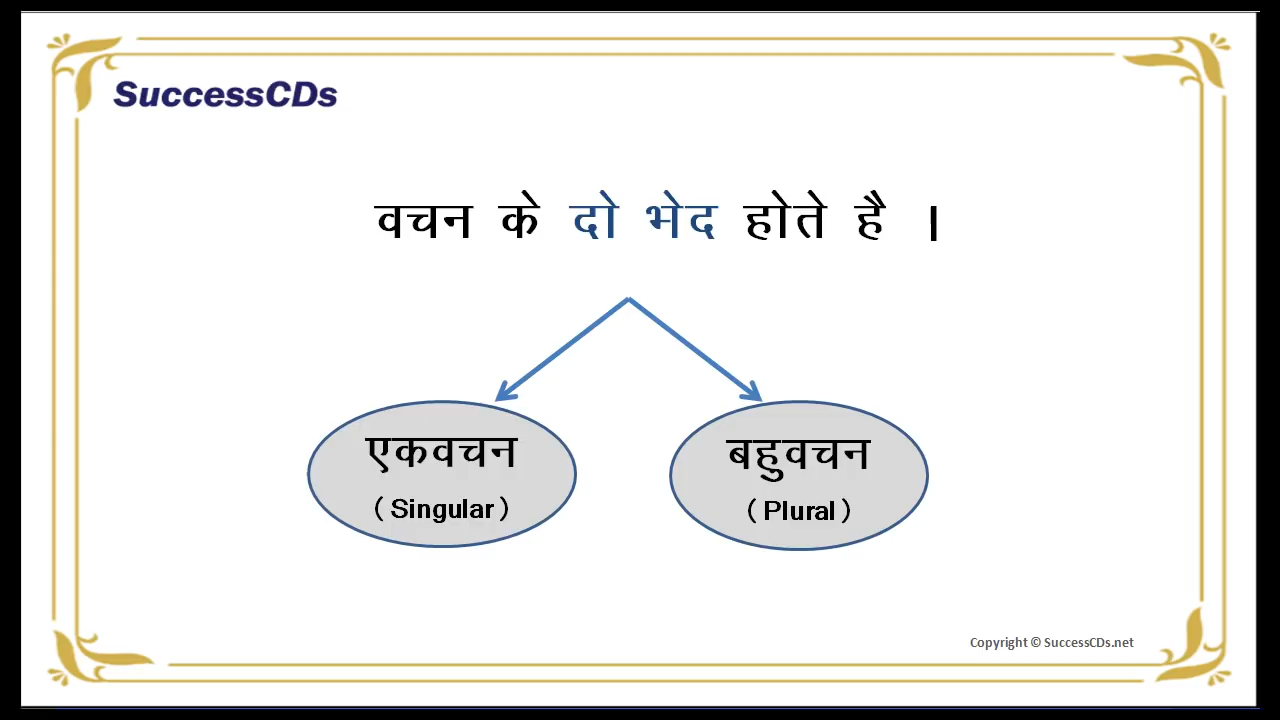 SuccessCDs
वचन के दो भेद होते है ।
एकवचन
(Singular)
बहुवचन
(Plural)
Copyright © SuccessCDs.net